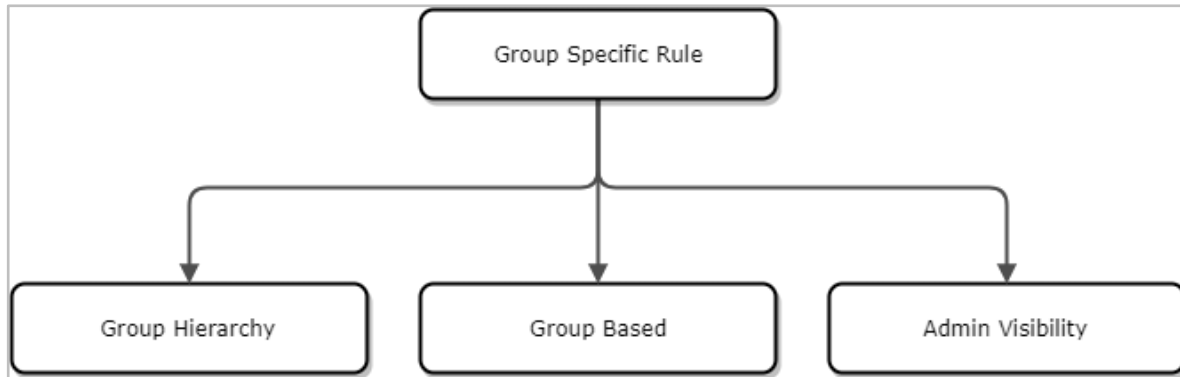 Group Specific Rule
Group Hierarchy
Group Based
Admin Visibility